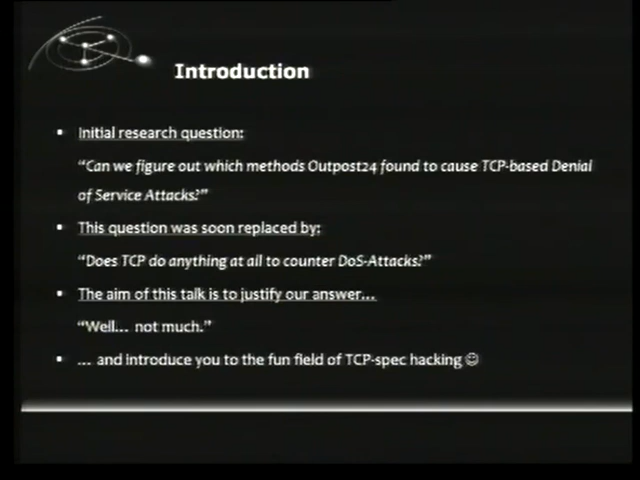 Introduction
▪ Initial research question:
“Can we figure out which methods Outpost24 found to cause TCP-based Denial
of Service Attacks?”
▪ This question was soon replaced by:
“Does TCP do anything at all to counter DoS-Attacks?”
▪ The aim of this talk is to justify our answer...
“Well... not much.”
▪ ... and introduce you to the fun field of TCP-spec hacking ☺